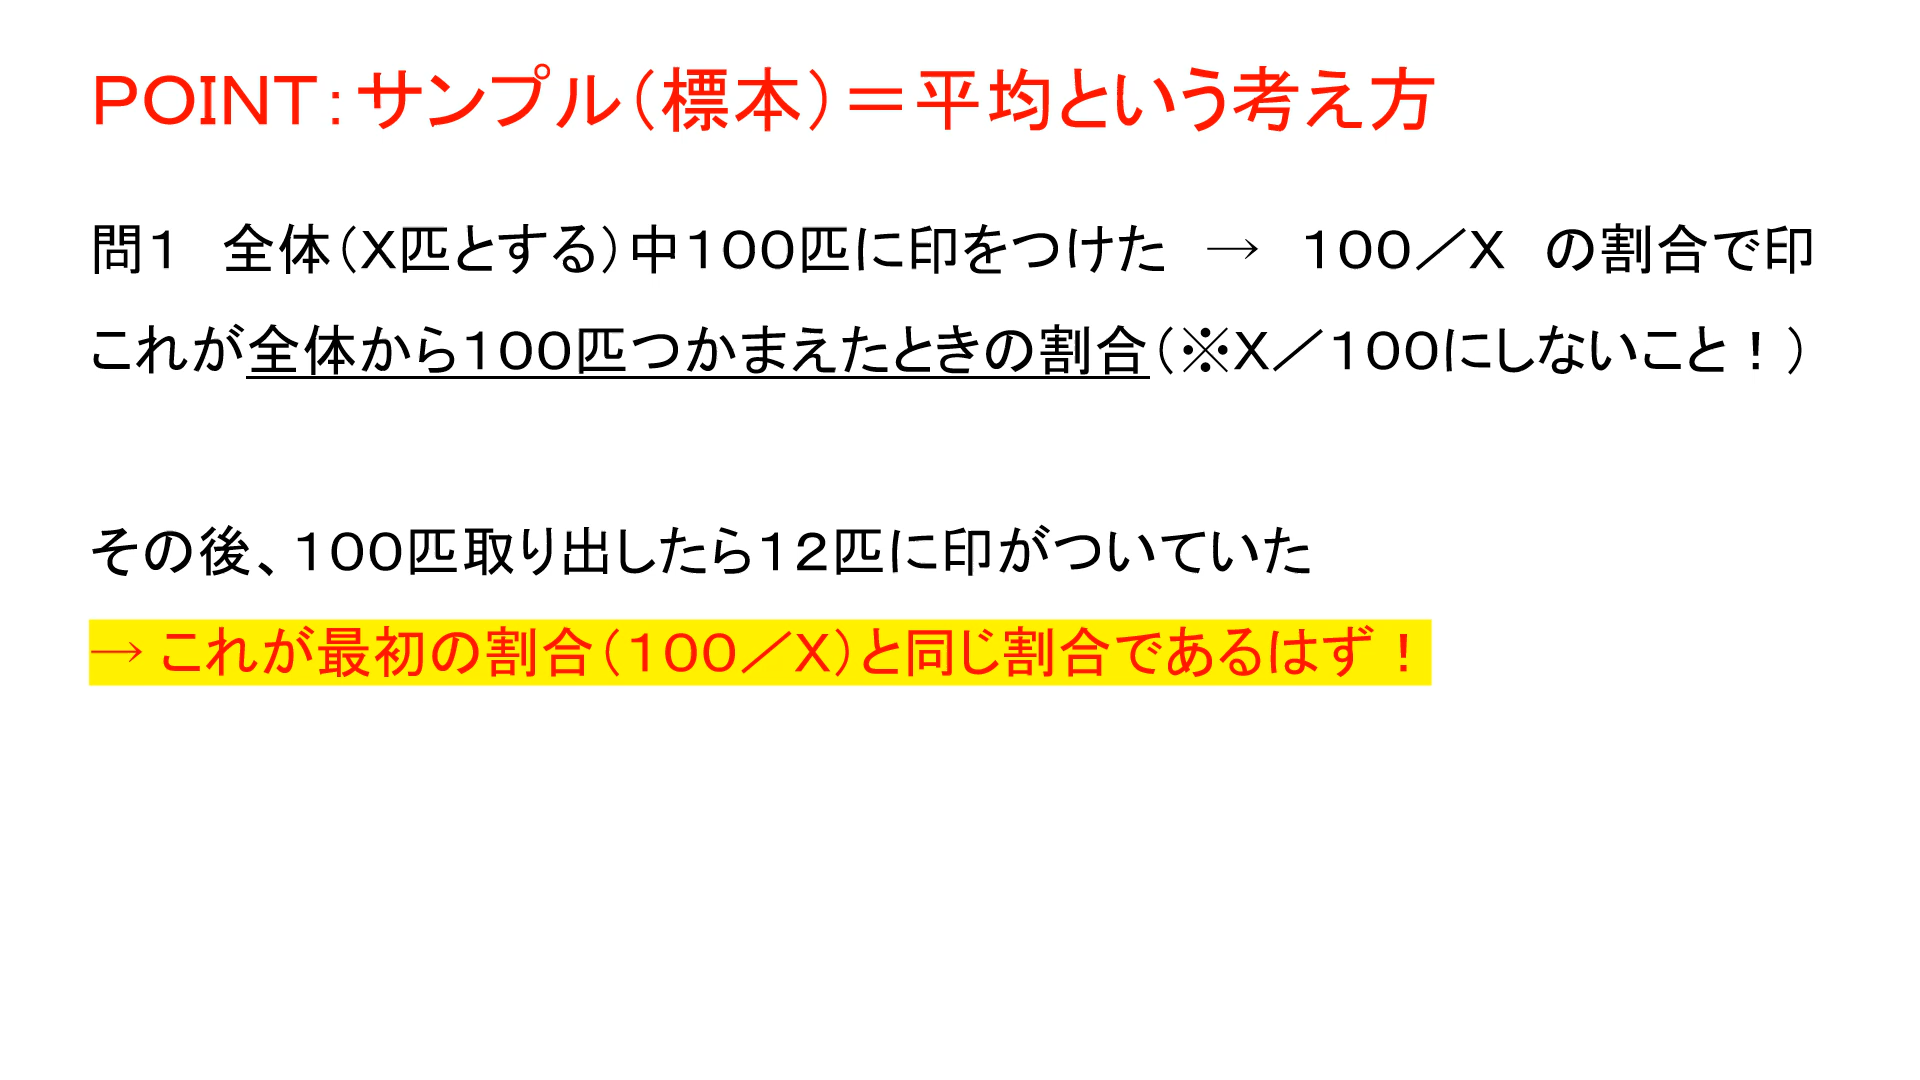 POINT:サンプル(標本)=平均という考え方
問1 全体(X匹とする)中100匹に印をつけた → 100/X の割合で印
これが全体から100匹つかまえたときの割合(※X/100にしないこと!)
その後、100匹取り出したら12匹に印がついていた
→ これが最初の割合(100/X)と同じ割合であるはず!